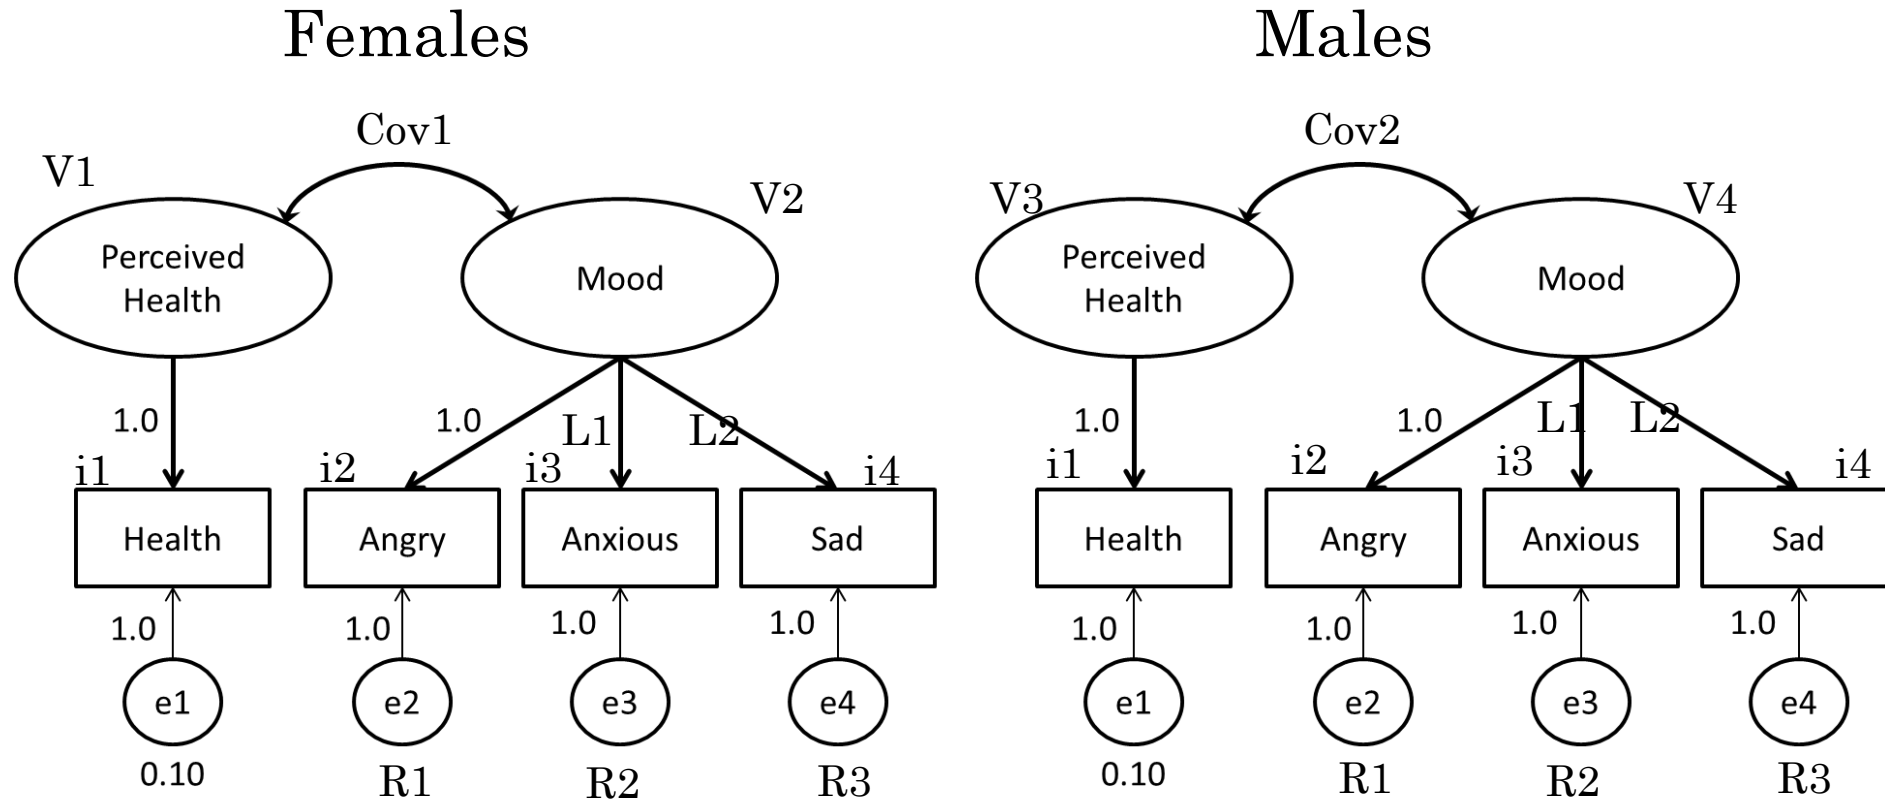 Females
Males
Cov1
Cov2
V1
V2
V3
V4
Perceived
Health
Mood
Perceived
Health
Mood
1.0
1.0
L1
L2
1.0
1.0
L1
L2
i1
i2
i3
i4
i1
i2
i3
i4
Health
Angry
Anxious
Sad
Health
Angry
Anxious
Sad
1.0
1.0
1.0
1.0
1.0
1.0
1.0
1.0
e1
e2
e3
e4
e1
e2
e3
e4
0.10
R1
R2
R3
0.10
R1
R2
R3